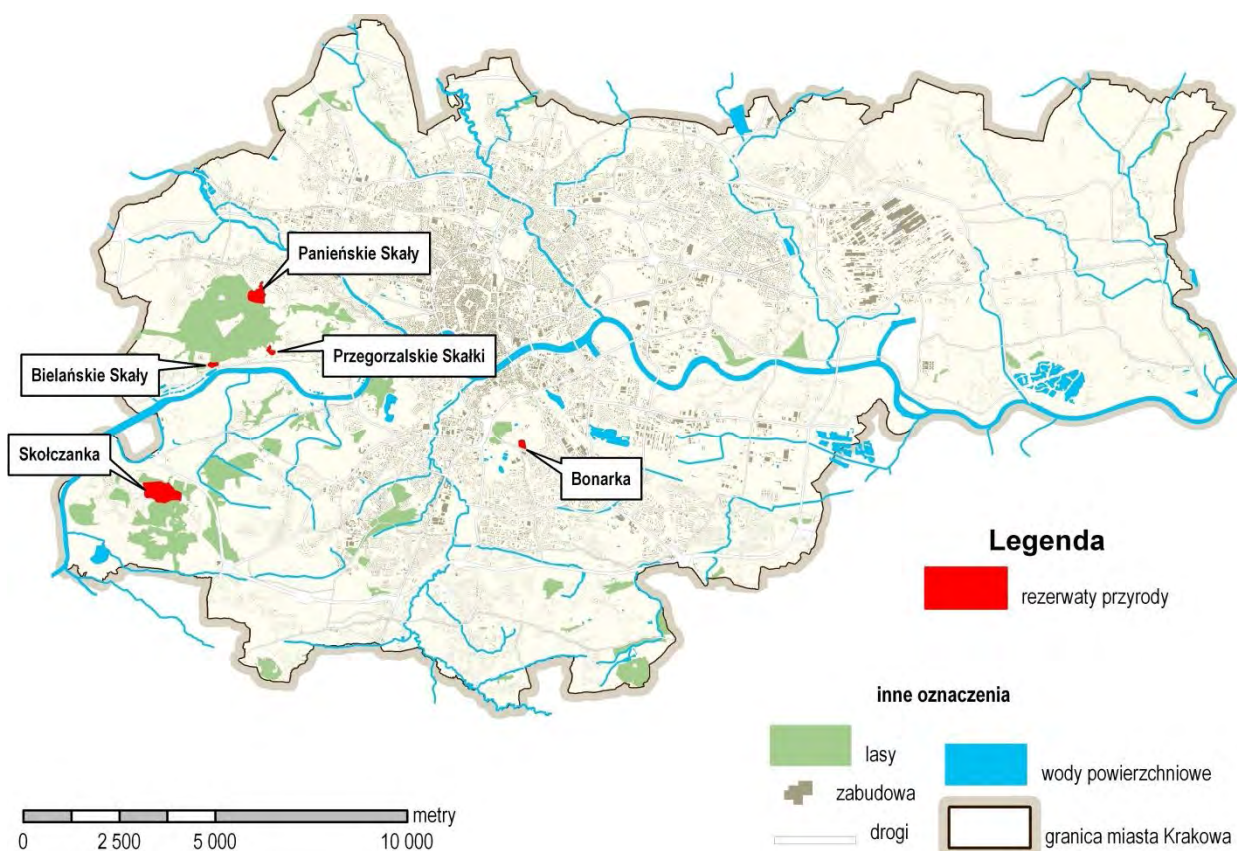 Panieńskie Skały
Przegorzalskie Skałki
Bielańskie Skały
Skołczanka
Bonarka
Legenda
rezerwaty przyrody
inne oznaczenia
lasy
wody powierzchniowe
zabudowa
drogi
granica miasta Krakowa
metry
0 2 500 5 000 10 000